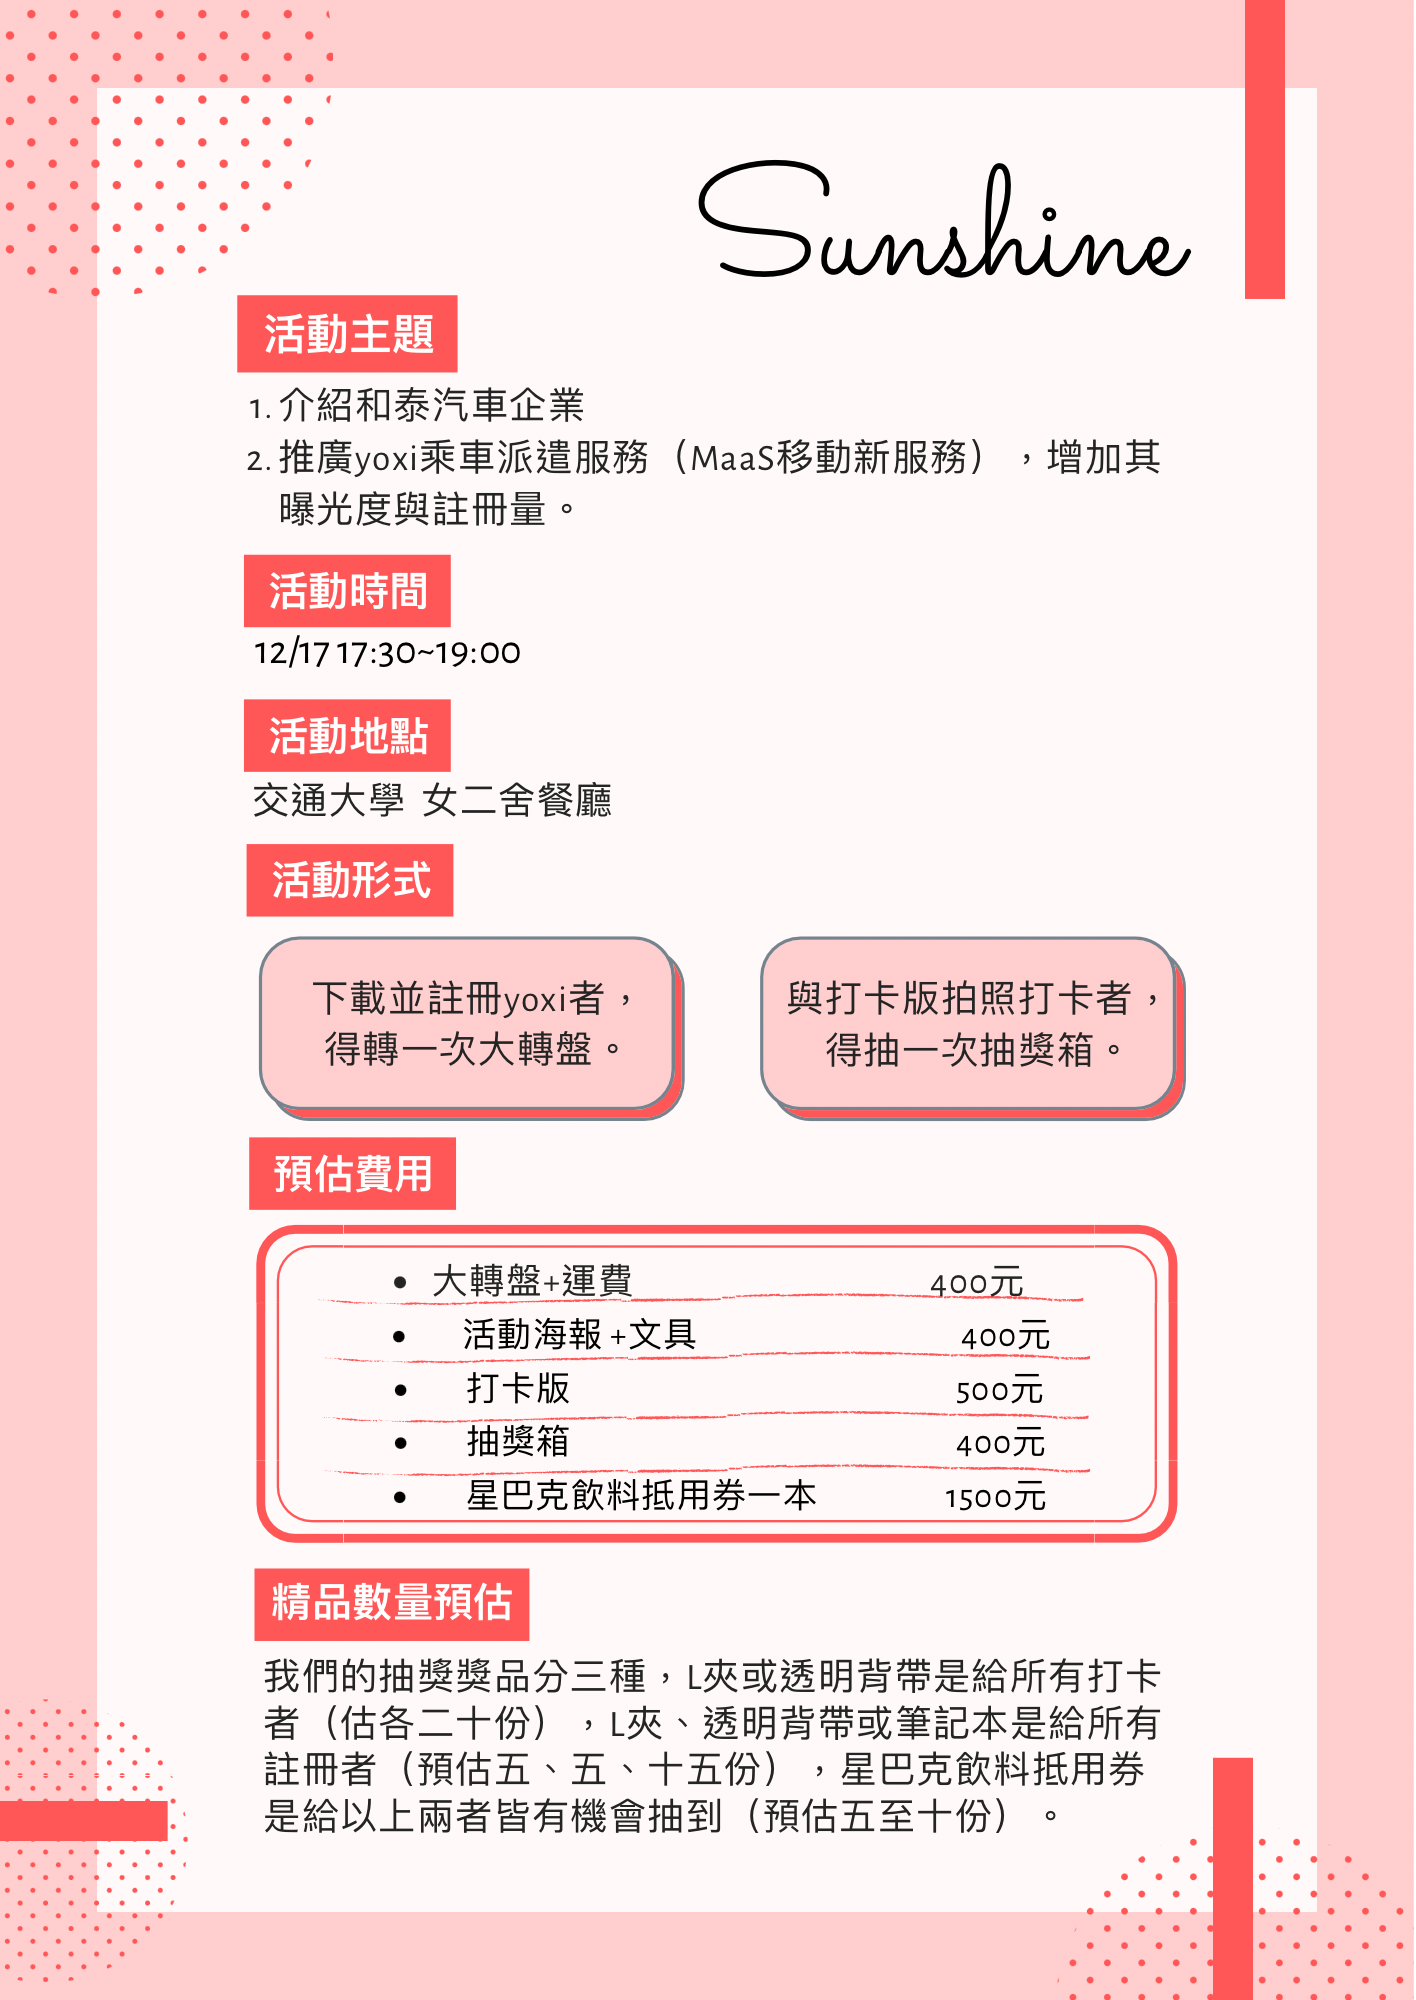 Sunshine
活動主題
1. 介紹和泰汽車企業
2. 推廣yoxi乘車派遣服務（MaaS移動新服務），增加其
曝光度與註冊量。
活動時間
12/17 17:30~19:00
活動地點
交通大學 女二舍餐廳
活動形式
下載並註冊yoxi者，
得轉一次大轉盤。
與打卡版拍照打卡者，
得抽一次抽獎箱。
預估費用
• 大轉盤+運費 400元
• 活動海報 +文具 400元
• 打卡版 500元
• 抽獎箱 400元
• 星巴克飲料抵用券一本 1500元
精品數量預估
我們的抽獎獎品分三種，L夾或透明背帶是給所有打卡
者（估各二十份），L夾、透明背帶或筆記本是給所有
註冊者（預估五、五、十五份），星巴克飲料抵用券
是給以上兩者皆有機會抽到（預估五至十份）。